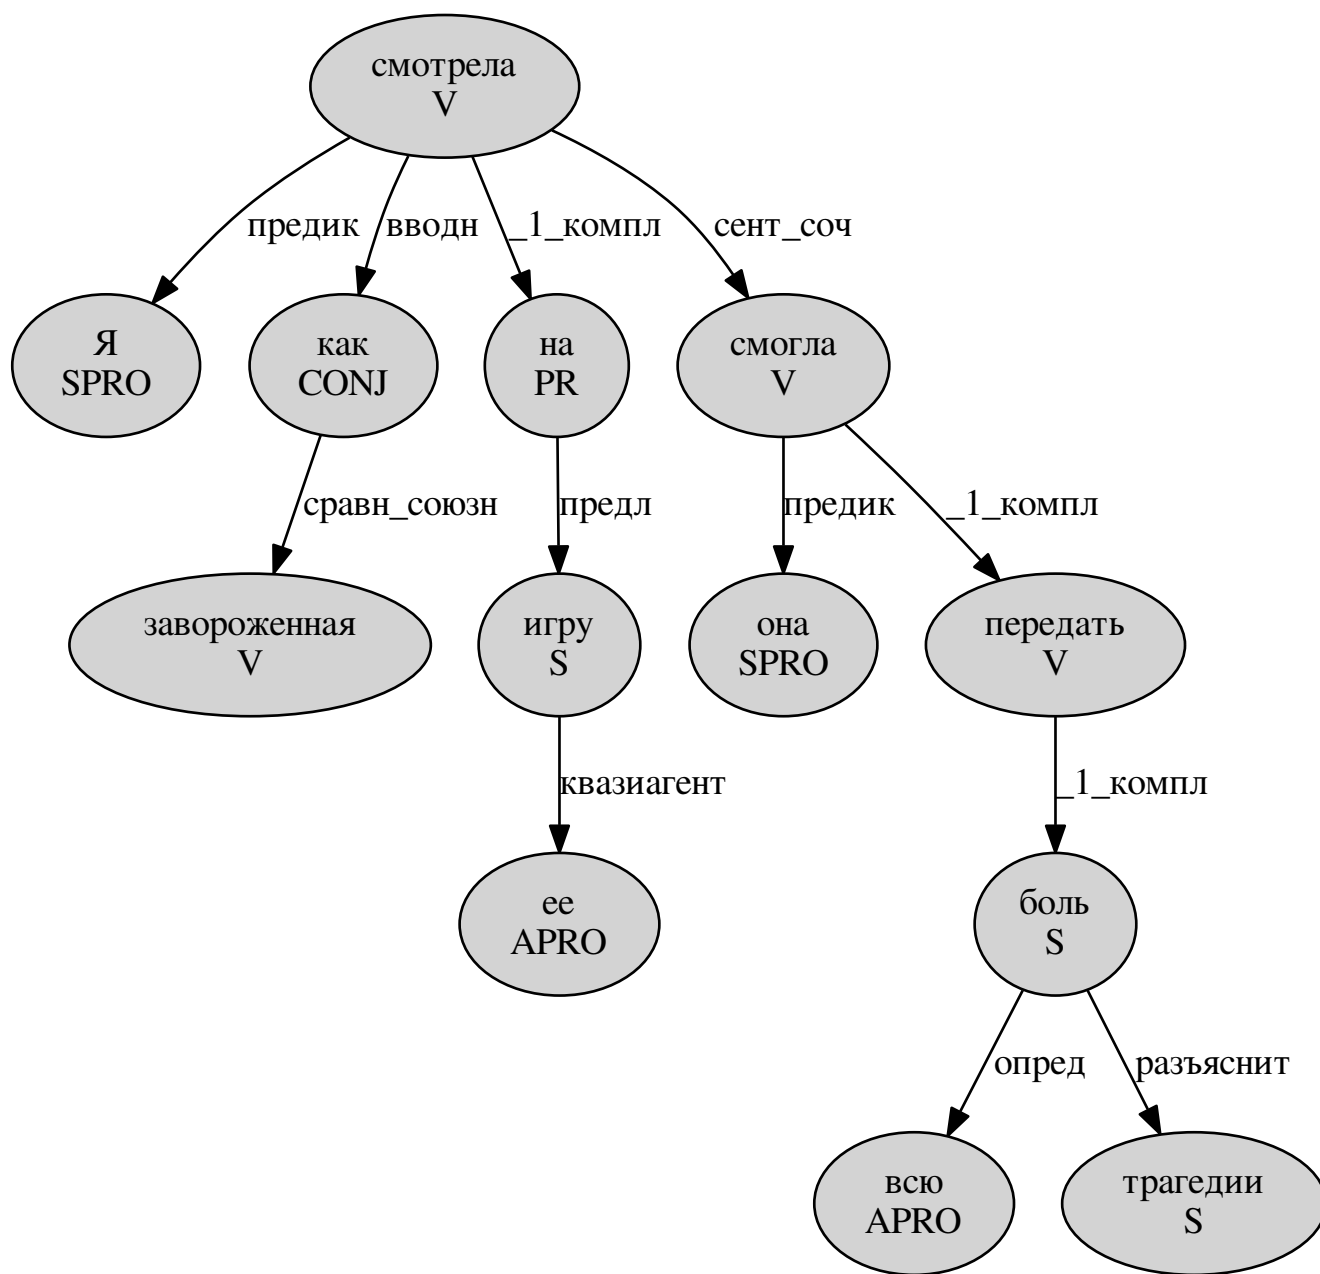 смотрела
V
предик
вводн
_1_компл
сент_соч
Я
SPRO
как
CONJ
на
PR
смогла
V
сравн_союзн
предл
предик
_1_компл
завороженная
V
игру
S
она
SPRO
передать
V
квазиагент
_1_компл
ее
APRO
боль
S
опред
разъяснит
всю
APRO
трагедии
S